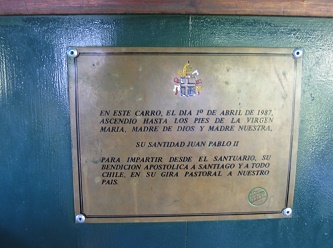 EN ESTE CARRO, EL DIA 1º DE ABRIL DE 1987,
ASCENDIO HASTA LOS PIES DE LA VIRGEN
MARIA, MADRE DE DIOS Y MADRE NUESTRA,
SU SANTIDAD JUAN PABLO II
PARA IMPARTIR DESDE EL SANTUARIO, SU
BENDICION APOSTOLICA A SANTIAGO Y A TODO
CHILE, EN SU GIRA PASTORAL A NUESTRO
PAIS.